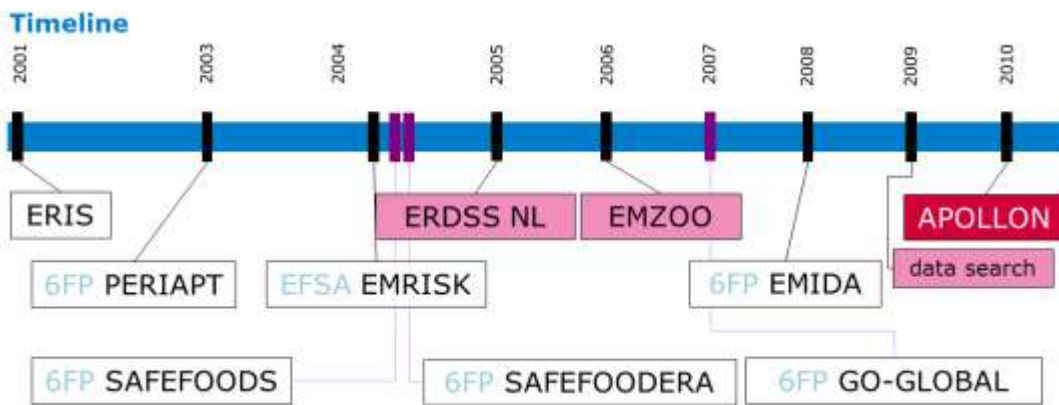 Timeline
2001
2003
2004
2005
2006
2007
2008
2009
2010
ERIS
ERDSS NL
EMZOO
APOLLON
6FP PERIAPT
EFSA EMRISK
6FP EMIDA
data search
6FP SAFEFOODS
6FP SAFEFOODERA
6FP GO-GLOBAL